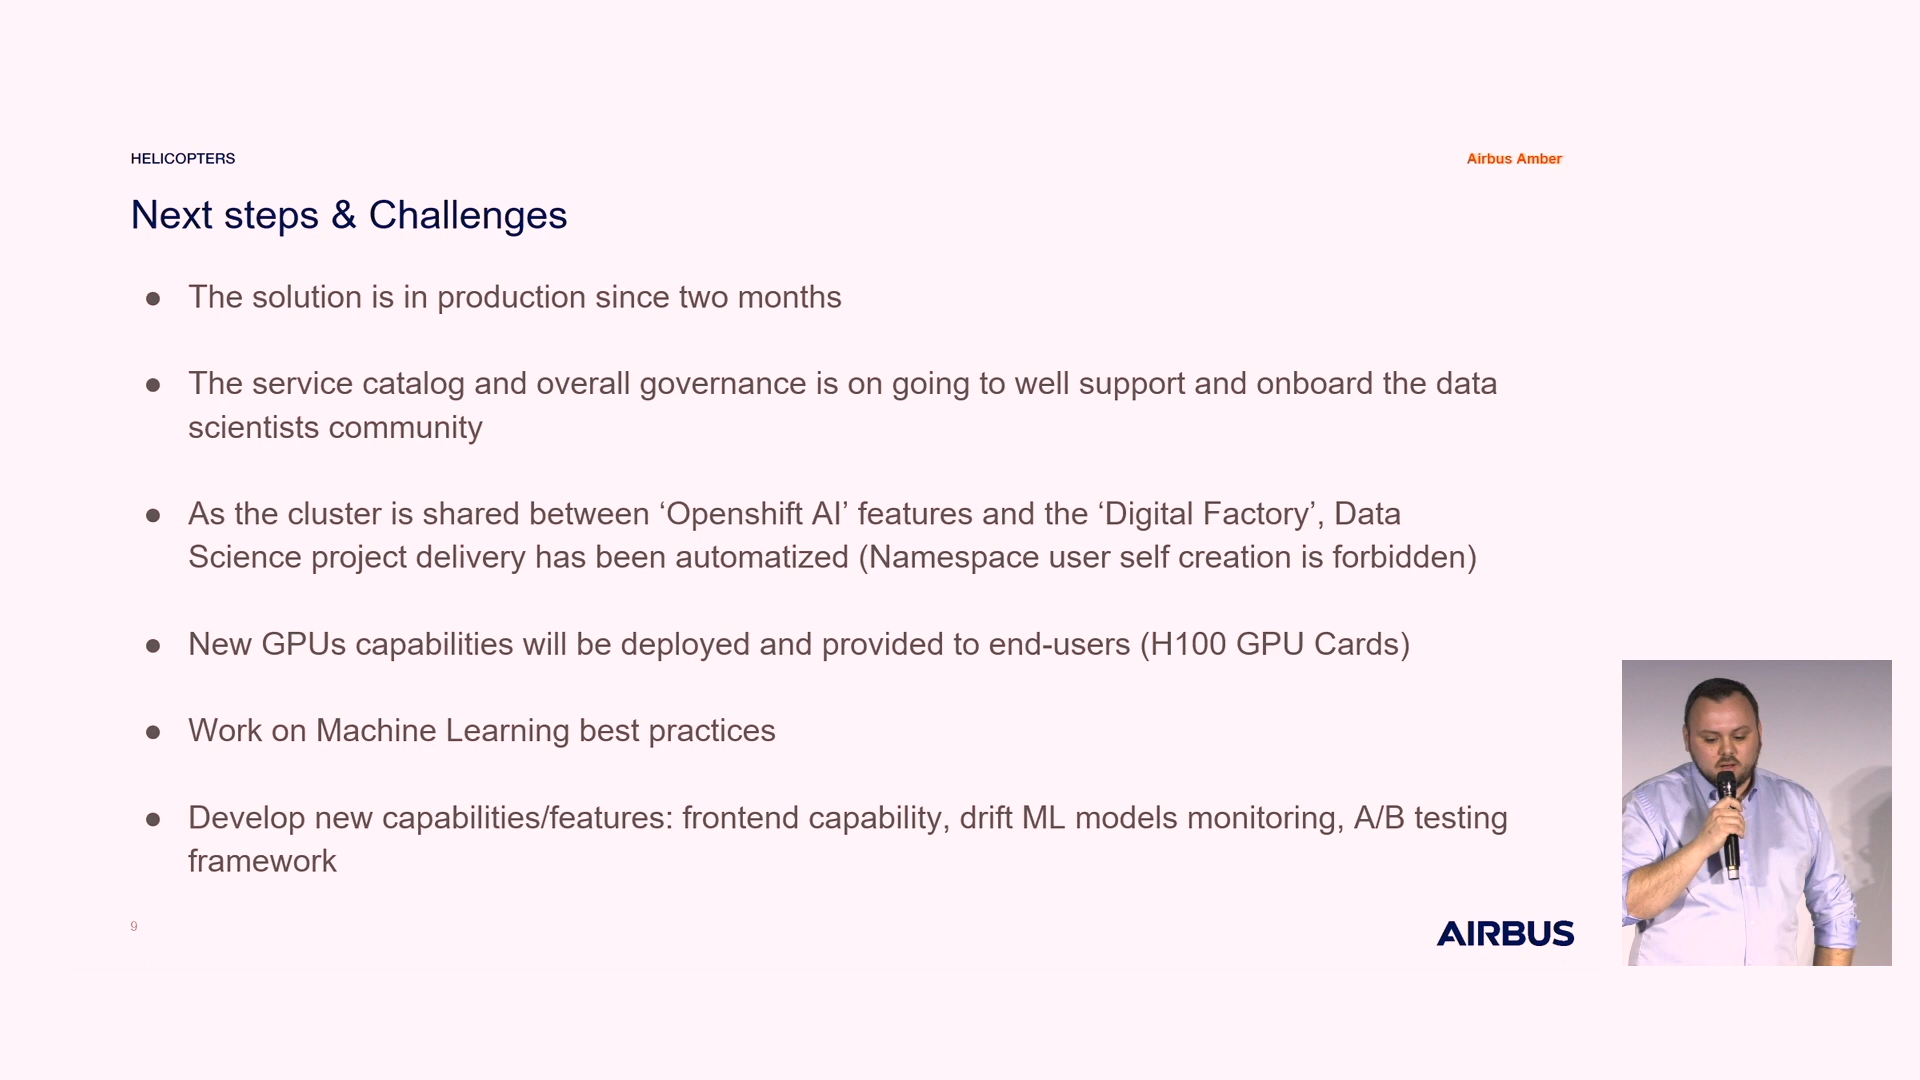 HELICOPTERS
Airbus Amber
Next steps & Challenges
● The solution is in production since two months
● The service catalog and overall governance is on going to well support and onboard the data
scientists community
● As the cluster is shared between ‘Openshift AI’ features and the ‘Digital Factory’, Data
Science project delivery has been automatized (Namespace user self creation is forbidden)
● New GPUs capabilities will be deployed and provided to end-users (H100 GPU Cards)
● Work on Machine Learning best practices
● Develop new capabilities/features: frontend capability, drift ML models monitoring, A/B testing
framework
9
AIRBUS